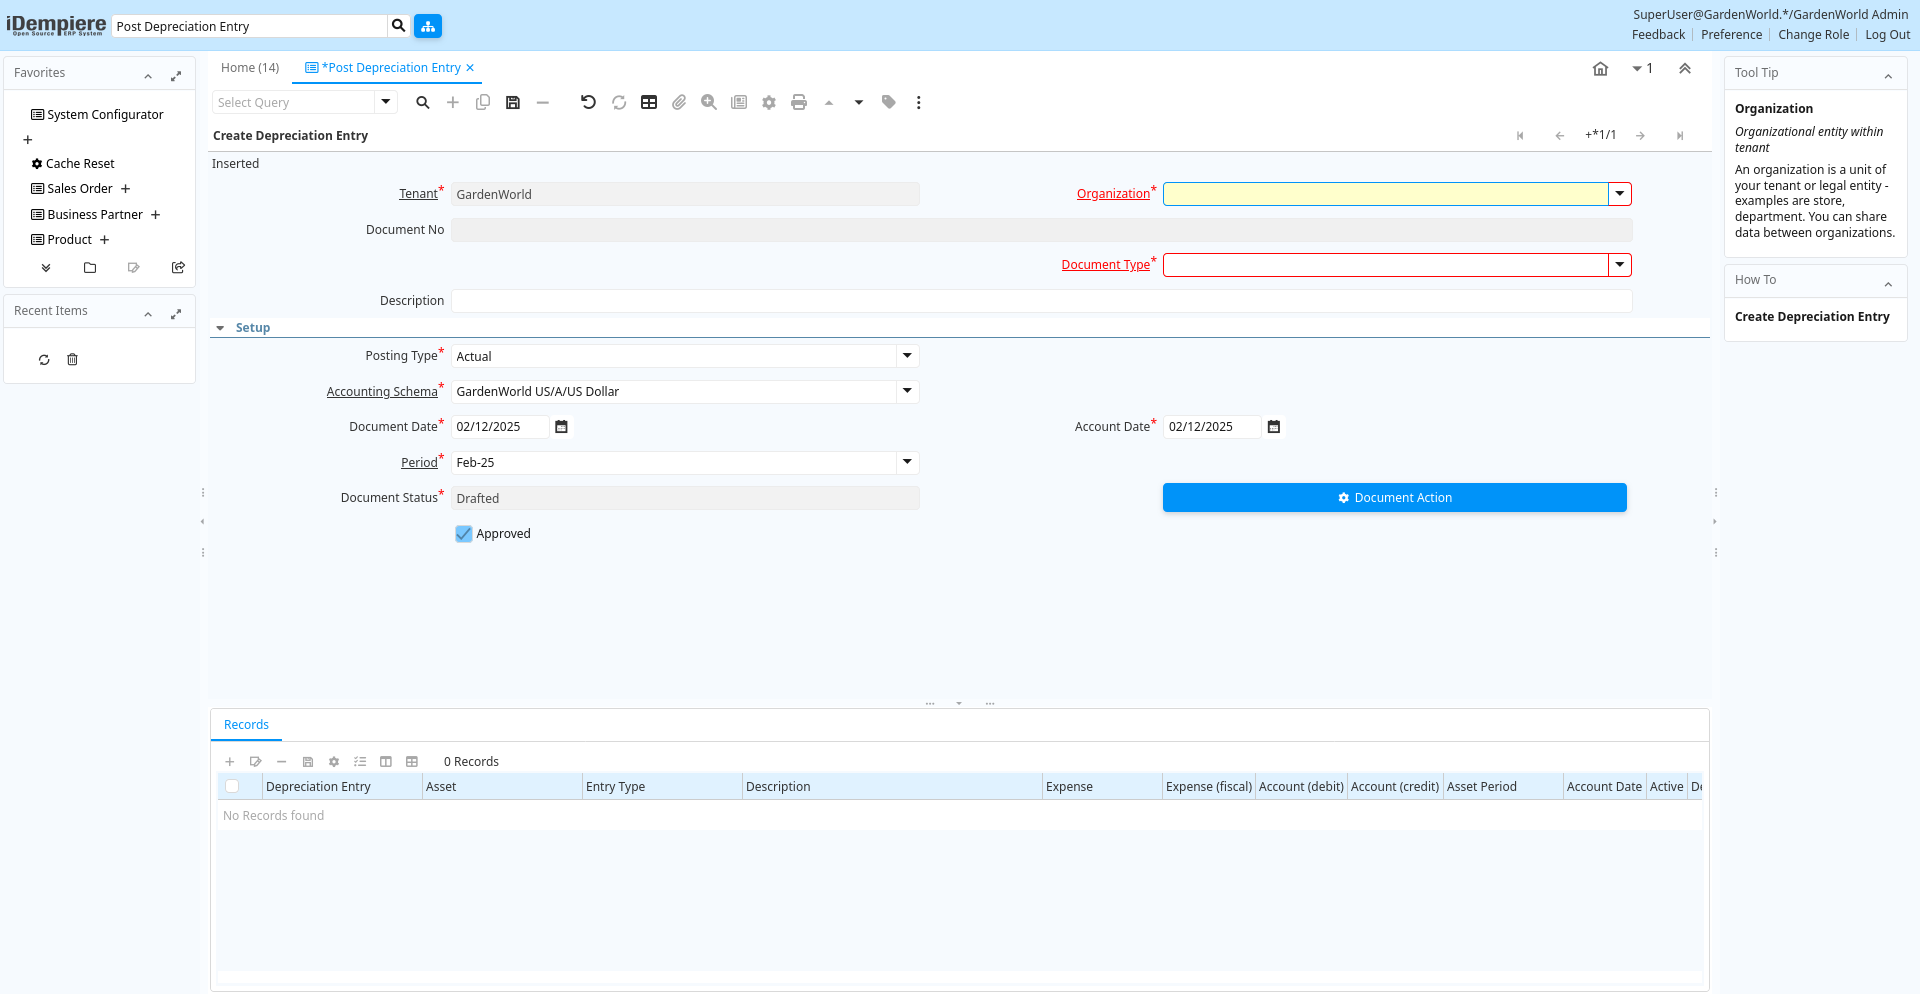 iDempiere
Open Source ERP System
Post Depreciation Entry
SuperUser@GardenWorld.*/GardenWorld Admin
Feedback Preference Change Role Log Out
Favorites
System Configurator
Cache Reset
Sales Order
Business Partner
Product
Recent Items
Home (14) *Post Depreciation Entry
1
Select Query
Create Depreciation Entry
+*1/1
Inserted
Tenant* GardenWorld Organization*
Document No
Document Type*
Description
Setup
Posting Type* Actual
Accounting Schema* GardenWorld US/A/US Dollar
Document Date* 02/12/2025 Account Date* 02/12/2025
Period* Feb-25
Document Status* Drafted Document Action
Approved
Records
0 Records
Depreciation Entry Asset Entry Type Description Expense Expense (fiscal) Account (debit) Account (credit) Asset Period Account Date Active De
No Records found
Tool Tip
Organization
Organizational entity within
tenant
An organization is a unit of
your tenant or legal entity -
examples are store,
department. You can share
data between organizations.
How To
Create Depreciation Entry